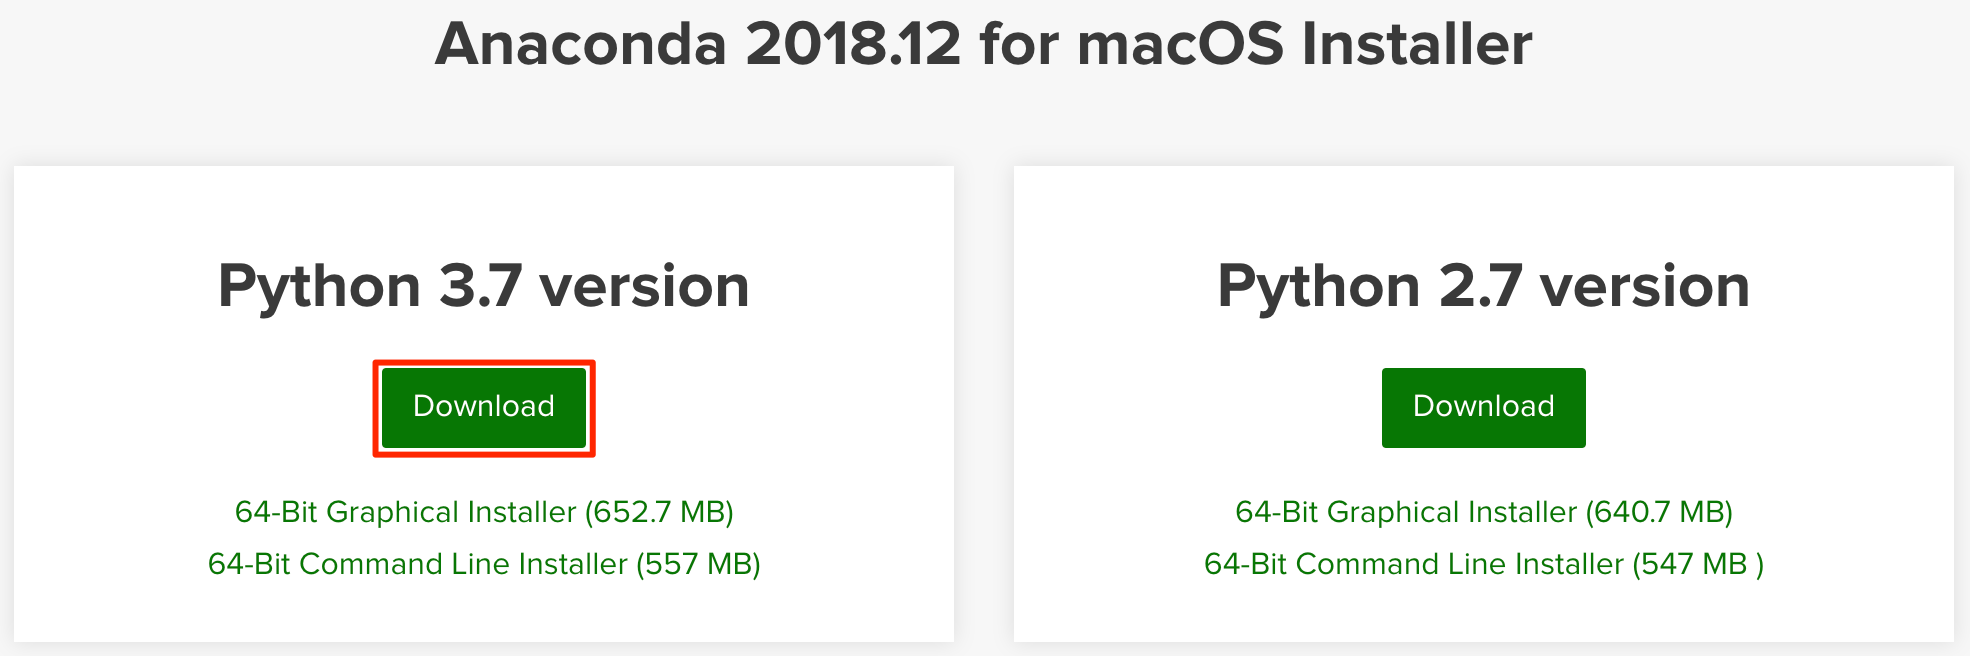 Anaconda 2018.12 for macOS Installer
Python 3.7 version
Download
64-Bit Graphical Installer (652.7 MB)
64-Bit Command Line Installer (557 MB)
Python 2.7 version
Download
64-Bit Graphical Installer (640.7 MB)
64-Bit Command Line Installer (547 MB )